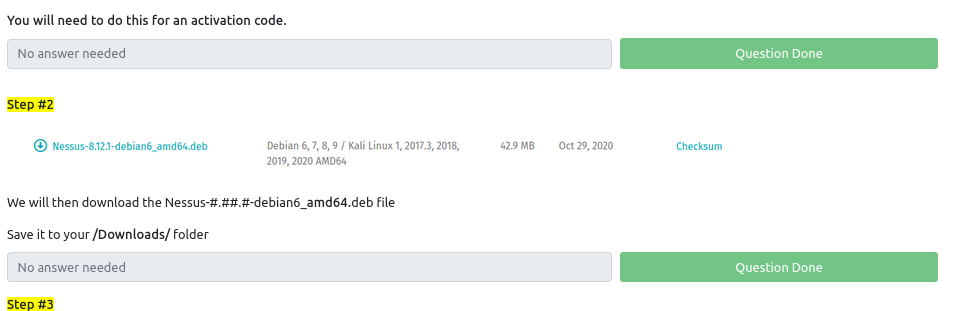 You will need to do this for an activation code.
No answer needed
Question Done
Step #2
Nessus-8.12.1-debian6_amd64.deb
Debian 6, 7, 8, 9 / Kali Linux 1, 2017.3, 2018,
2019, 2020 AMD64
42.9 MB
Oct 29, 2020
Checksum
We will then download the Nessus-#.##.#-debian6_amd64.deb file
Save it to your /Downloads/ folder
No answer needed
Question Done
Step #3